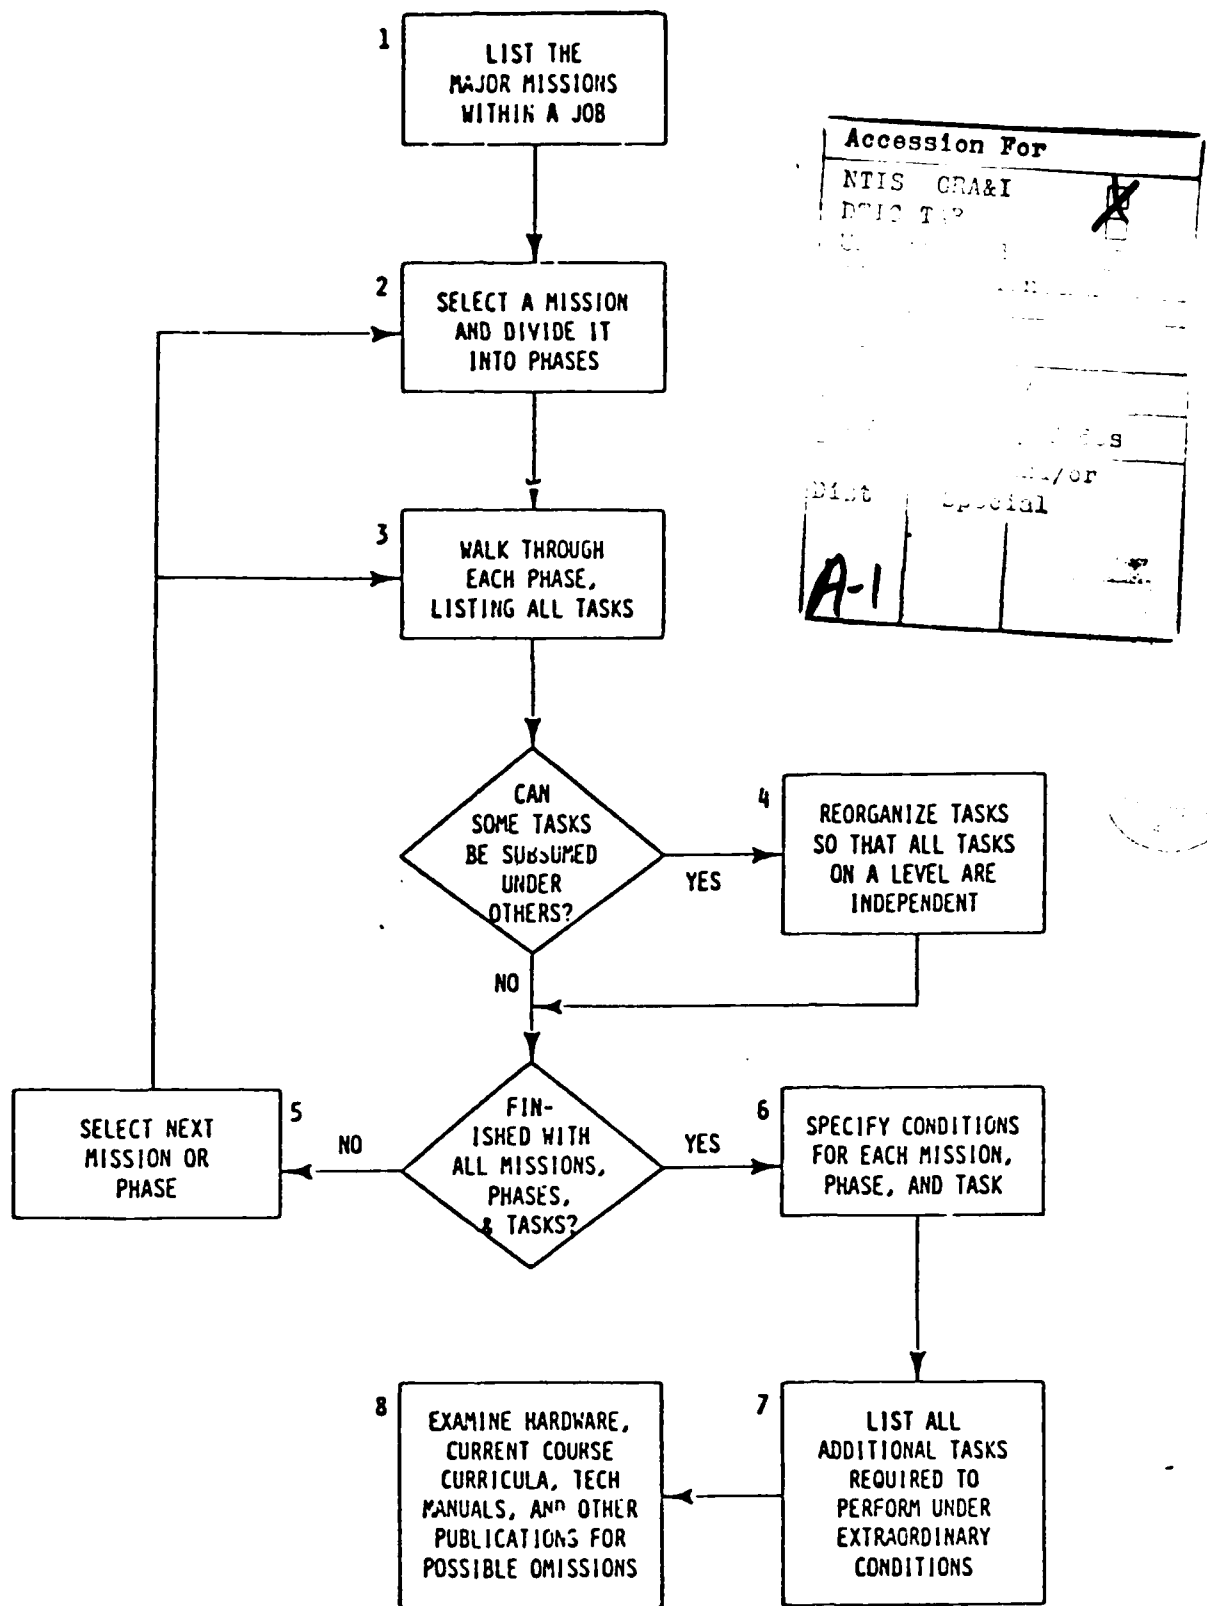 1
LIST THE
MAJOR MISSIONS
WITHIN A JOB
Accession For
NTIS GRA&I
DTIC TAB
2
SELECT A MISSION
AND DIVIDE IT
INTO PHASES
and/or
Dist
Special
A-1
3
WALK THROUGH
EACH PHASE,
LISTING ALL TASKS
CAN
SOME TASKS
BE SUBSUMED
UNDER
OTHERS?
YES
4
REORGANIZE TASKS
SO THAT ALL TASKS
ON A LEVEL ARE
INDEPENDENT
NO
5
SELECT NEXT
MISSION OR
PHASE
NO
FIN-
ISHED WITH
ALL MISSIONS,
PHASES,
& TASKS?
YES
6
SPECIFY CONDITIONS
FOR EACH MISSION,
PHASE, AND TASK
7
LIST ALL
ADDITIONAL TASKS
REQUIRED TO
PERFORM UNDER
EXTRAORDINARY
CONDITIONS
8
EXAMINE HARDWARE,
CURRENT COURSE
CURRICULA, TECH
MANUALS, AND OTHER
PUBLICATIONS FOR
POSSIBLE OMISSIONS